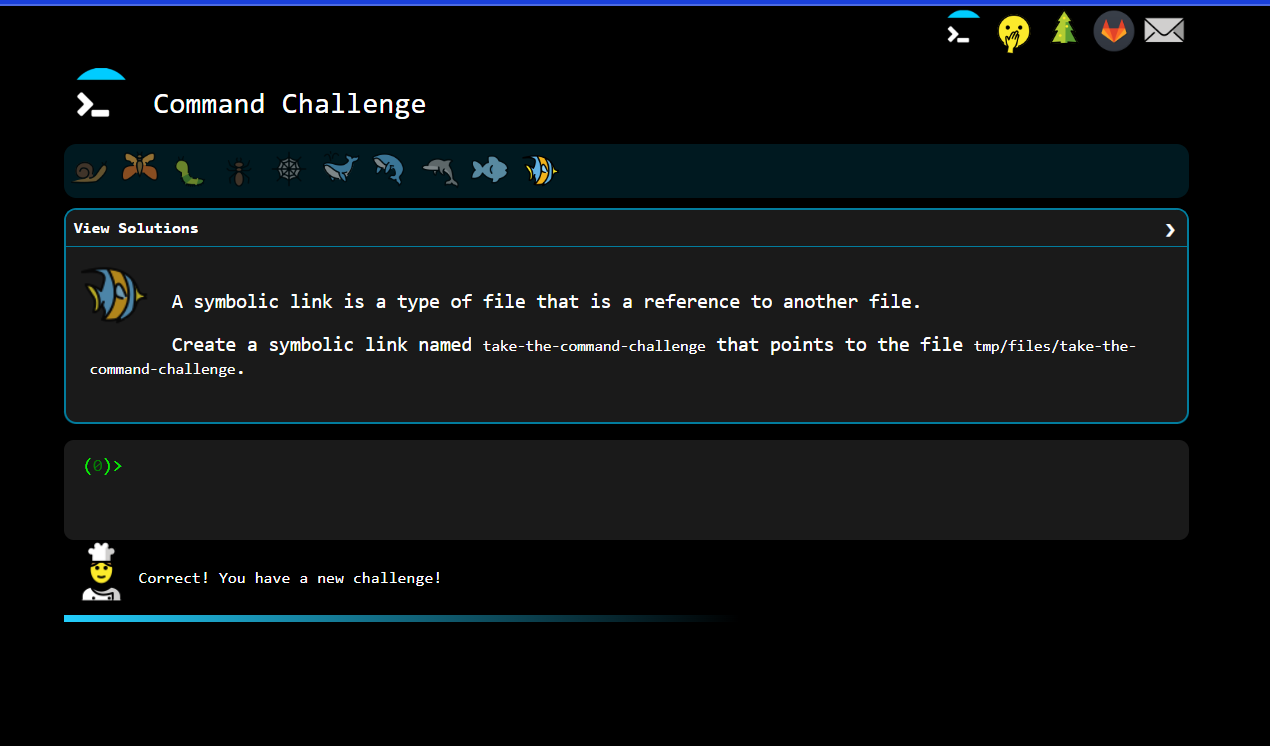 Command Challenge
View Solutions
A symbolic link is a type of file that is a reference to another file.
Create a symbolic link named take-the-command-challenge that points to the file tmp/files/take-the-
command-challenge.
(0)>
Correct! You have a new challenge!